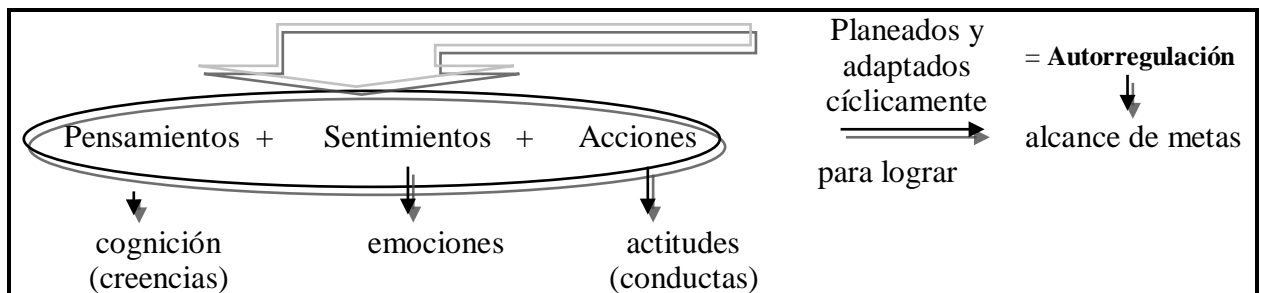 Planeados y
adaptados
cíclicamente
= Autorregulación
Pensamientos + Sentimientos + Acciones
alcance de metas
para lograr
cognición
(creencias)
emociones
actitudes
(conductas)